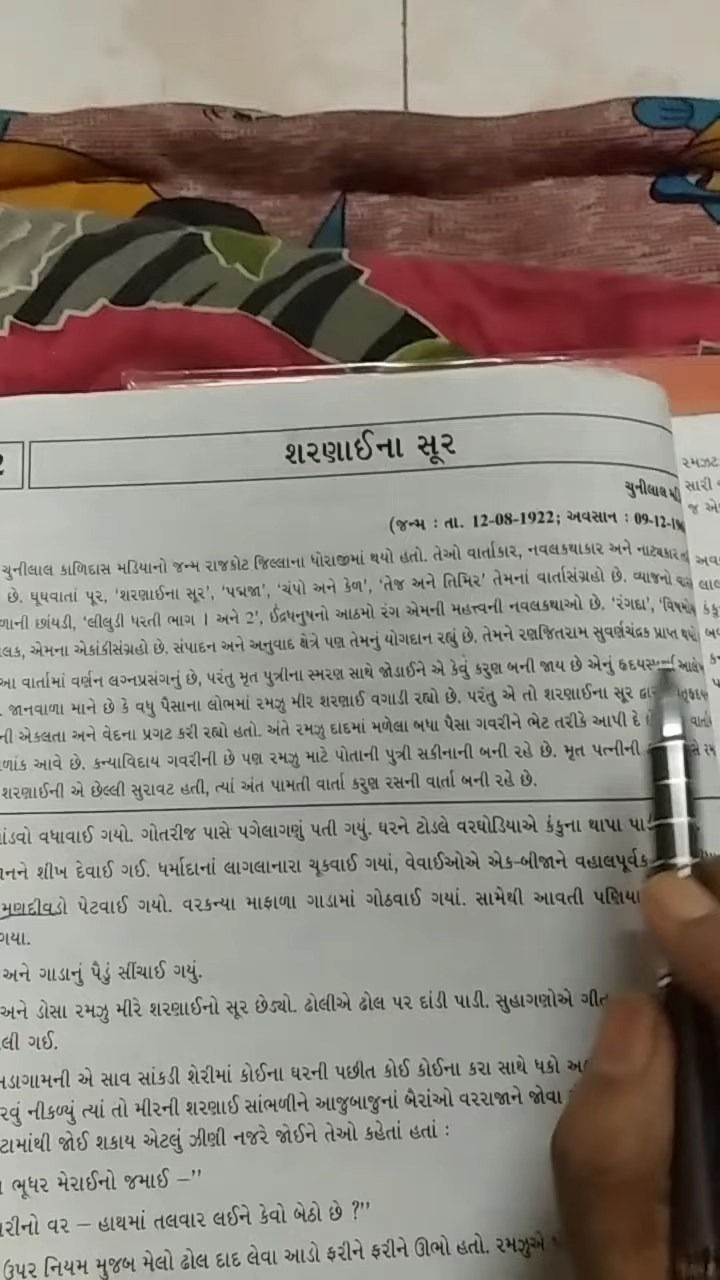 શરણાઈના સૂર
ચુનીલાલ
(જન્મ : તા. 12-08-1922; અવસાન : 09-12-
ચુનીલાલ કાળિદાસ મડિયાનો જન્મ રાજકોટ જિલ્લાના ધોરાજીમાં થયો હતો. તેઓ વાર્તાકાર, નવલકથાકાર અને નાટ્યકાર
છે. ઘૂઘવાતાં પૂર, ‘શરણાઈના સૂર’, ‘પદ્મજા’, ‘ચંપો અને કેળ’, ‘તેજ અને તિમિર’ તેમનાં વાર્તાસંગ્રહો છે. વ્યાજનો
છાંયડી, ‘લીલુડી ધરતી ભાગ 1 અને 2’, ઈંદ્રધનુષનો આઠમો રંગ એમની મહત્ત્વની નવલકથાઓ છે. ‘રંગદા’,
એમના એકાંકીસંગ્રહો છે. સંપાદન અને અનુવાદ ક્ષેત્રે પણ તેમનું યોગદાન રહ્યું છે. તેમને રણજિતરામ સુવર્ણચંદ્રક પ્રાપ્ત થયો
આ વાર્તામાં વર્ણન લગ્નપ્રસંગનું છે, પરંતુ મૃત પુત્રીના સ્મરણ સાથે જોડાઈને એ કેવું કરુણ બની જાય છે એનું
જાનવાળા માને છે કે વધુ પૈસાના લોભમાં રમઝુ મીર શરણાઈ વગાડી રહ્યો છે. પરંતુ એ તો શરણાઈના સૂર
ની એકલતા અને વેદના પ્રગટ કરી રહ્યો હતો. અંતે રમઝુ દાદમાં મળેલા બધા પૈસા ગવરીને ભેટ તરીકે આપી દે
આવે છે. કન્યાવિદાય ગવરીની છે પણ રમઝુ માટે પોતાની પુત્રી સકીનાની બની રહે છે. મૃત પત્નીની
શરણાઈની એ છેલ્લી સુરાવટ હતી, ત્યાં અંત પામતી વાર્તા કરુણ રસની વાર્તા બની રહે છે.
માંડવો વધાવાઈ ગયો. ગોતરીજ પાસે પગેલાગણું પતી ગયું. ઘરને ટોડલે વરઘોડિયાએ કંકુના થાપા
શીખ દેવાઈ ગઈ. ધર્માદાનાં લાગલાનારા ચૂકવાઈ ગયાં, વેવાઈઓએ એક-બીજાને વહાલપૂર્વક
મણદીવડો પેટવાઈ ગયો. વરકન્યા માફાળા ગાડામાં ગોઠવાઈ ગયાં. સામેથી આવતી
ગયા.
અને ગાડાનું પૈડું સીંચાઈ ગયું.
અને ડોસા રમઝુ મીરે શરણાઈનો સૂર છેડ્યો. ઢોલીએ ઢોલ પર દાંડી પાડી. સુહાગણોએ
ગઈ.
એ સાવ સાંકડી શેરીમાં કોઈના ઘરની પછીત કોઈ કોઈના કરા સાથે ધકો
નીકળ્યું ત્યાં તો મીરની શરણાઈ સાંભળીને આજુબાજુનાં બૈરાંઓ વરરાજાને જોવા
જોઈ શકાય એટલું ઝીણી નજરે જોઈને તેઓ કહેતાં હતાં :
ભૂધર મેરાઈનો જમાઈ –”
વર – હાથમાં તલવાર લઈને કેવો બેઠો છે ?”
ઉપર નિયમ મુજબ મેલો ઢોલ દાદ લેવા આડો ફરીને ફરીને ઊભો હતો. રમઝુએ